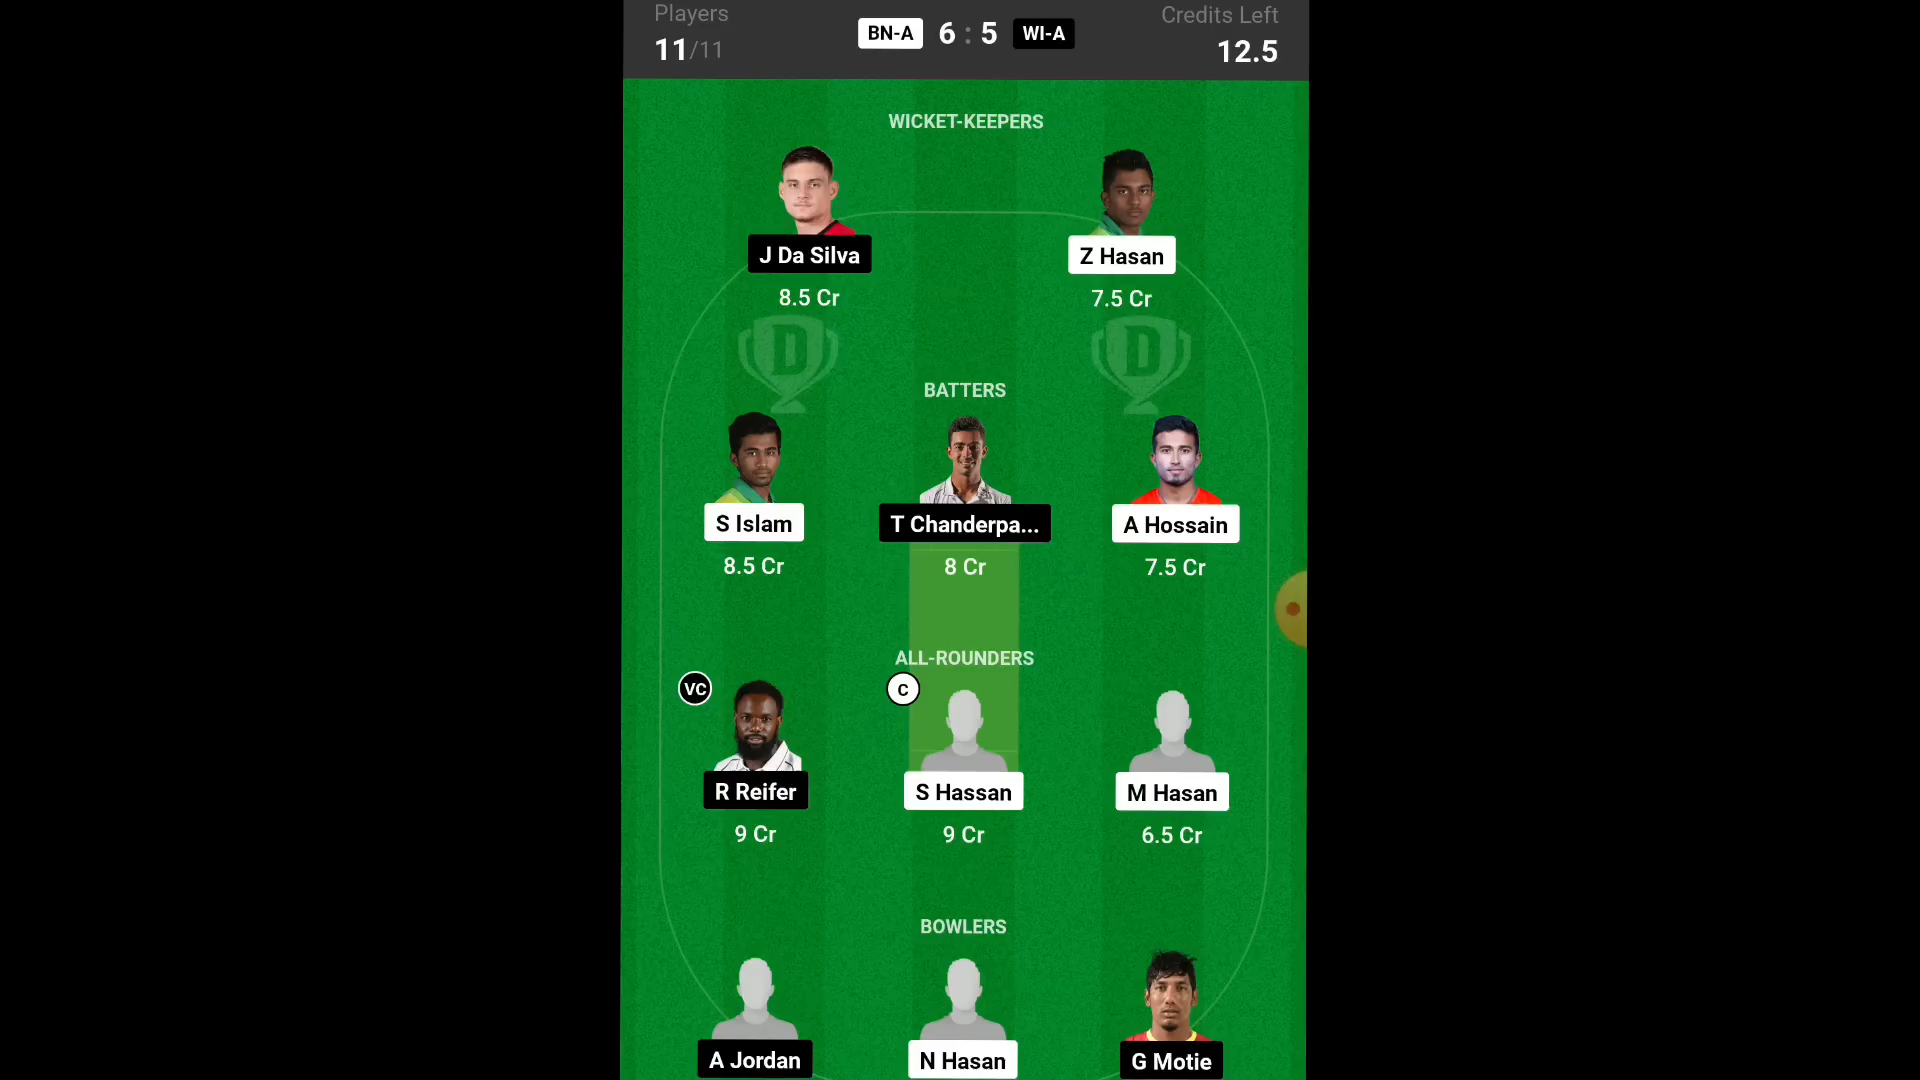 Players
Credits Left
BN-A 6 : 5 WI-A
11/11
12.5
WICKET-KEEPERS
J Da Silva
Z Hasan
8.5 Cr
7.5 Cr
D
D
BATTERS
S Islam
T Chanderpa...
A Hossain
8.5 Cr
8 Cr
7.5 Cr
ALL-ROUNDERS
VC
C
R Reifer
S Hassan
M Hasan
9 Cr
9 Cr
6.5 Cr
BOWLERS
A Jordan
N Hasan
G Motie